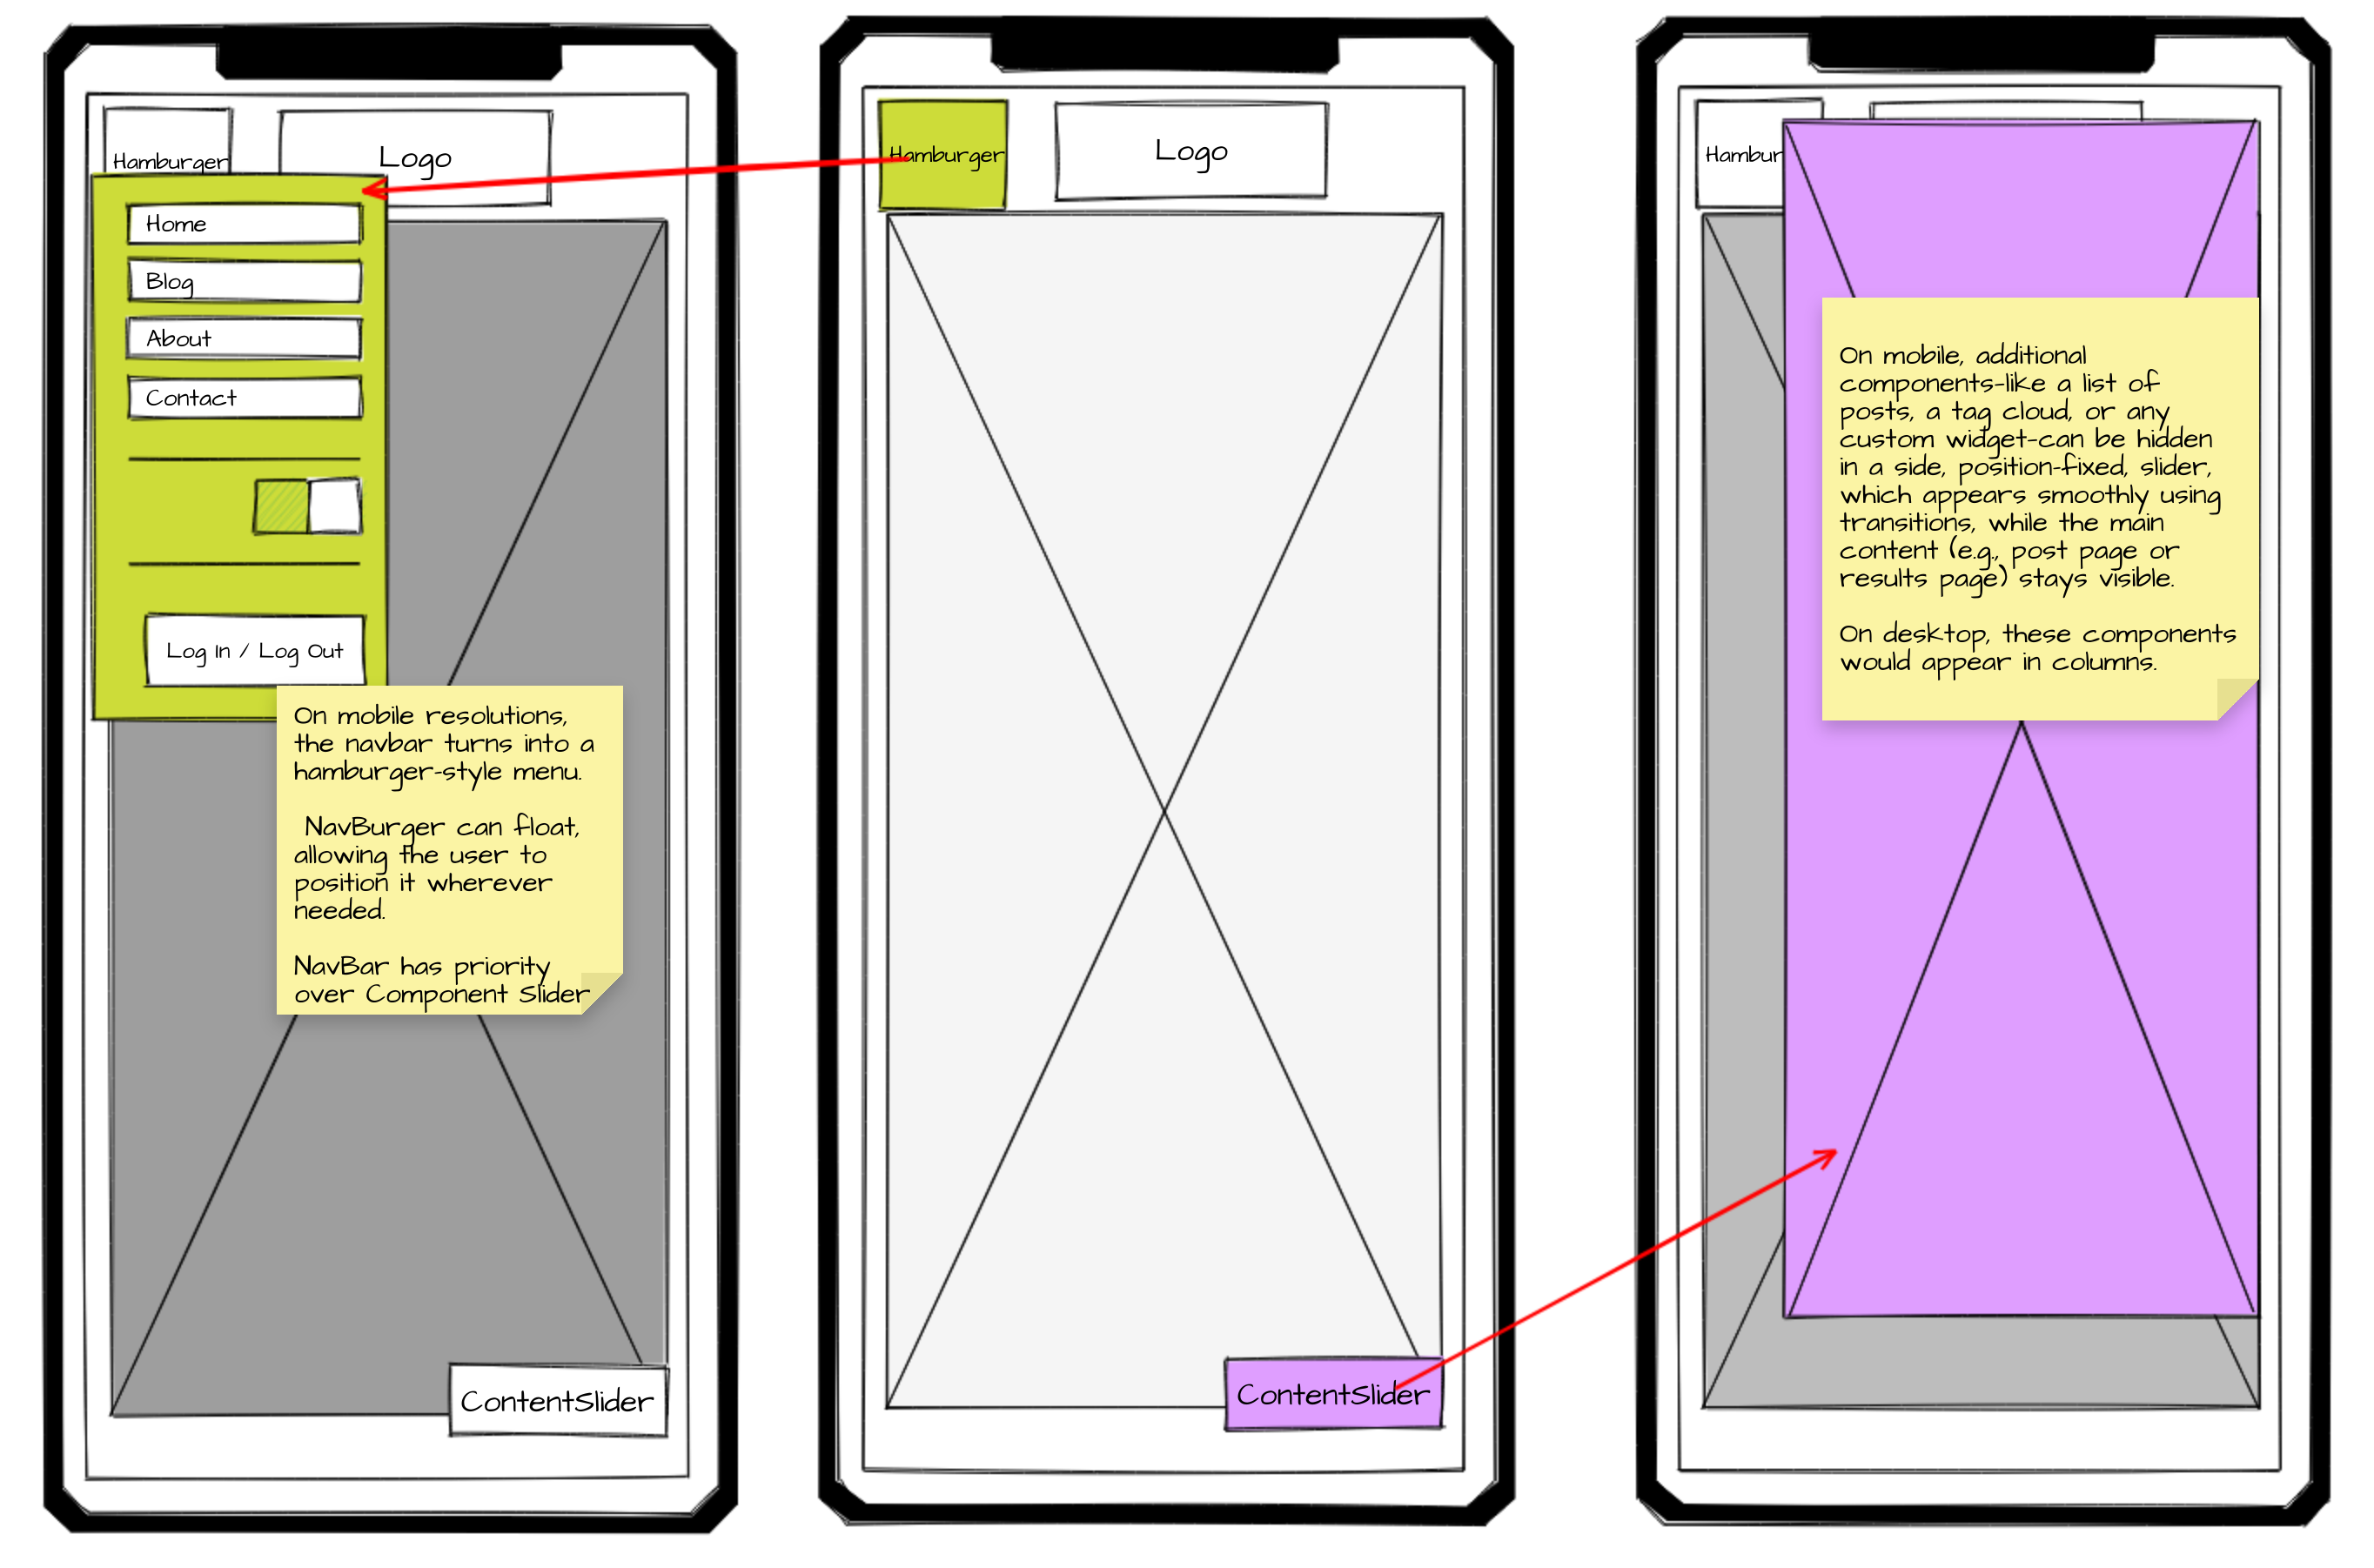 Hamburger
Logo
Home
Blog
About
Contact
Log In / Log Out
On mobile resolutions,
the navbar turns into a
hamburger-style menu.
NavBurger can float,
allowing the user to
position it wherever
needed.
NavBar has priority
over Component Slider
ContentSlider
Hamburger
Logo
ContentSlider
Hambur
On mobile, additional
components-like a list of
posts, a tag cloud, or any
custom widget-can be hidden
in a side, position-fixed, slider,
which appears smoothly using
transitions, while the main
content (e.g., post page or
results page) stays visible.
On desktop, these components
would appear in columns.